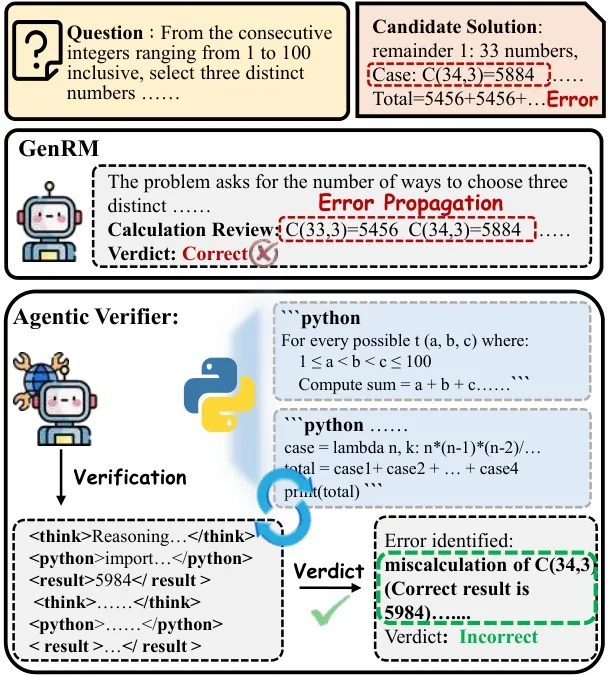 Question：From the consecutive
integers ranging from 1 to 100
inclusive, select three distinct
numbers ……
Candidate Solution:
remainder 1: 33 numbers,
Case: C(34,3)=5884 …..
Total=5456+5456+…Error
GenRM
The problem asks for the number of ways to choose three
distinct ……
Error Propagation
Calculation Review: C(33,3)=5456 C(34,3)=5884 …..
Verdict: Correct
Agentic Verifier:
```python
For every possible t (a, b, c) where:
1 ≤ a < b < c ≤ 100
Compute sum = a + b + c……```
```python ……
case = lambda n, k: n*(n-1)*(n-2)/…
total = case1+ case2 + … + case4
print(total) ```
Verification
<think>Reasoning…</think>
<python>import…</python>
<result>5984</ result >
<think>……</think>
<python>……</python>
< result >…</ result >
Verdict
Error identified:
miscalculation of C(34,3)
(Correct result is
5984)…....
Verdict: Incorrect